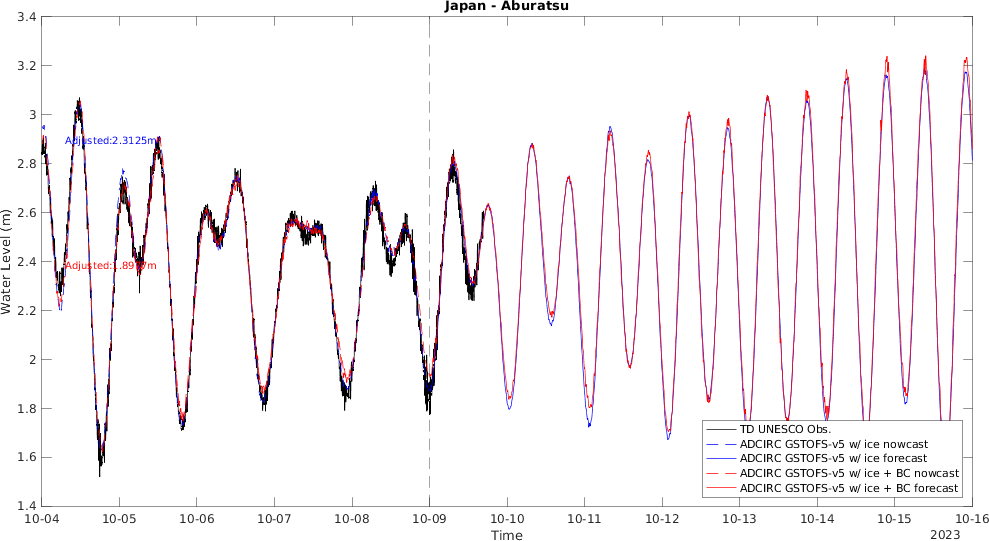 Japan - Aburatsu
3.4
3.2
3
2.8
2.6
2.4
2.2
2
1.8
1.6
1.4
Water Level (m)
Adjusted:2.3125m
TD UNESCO Obs.
ADCIRC GSTOFS-v5 w/ ice nowcast
ADCIRC GSTOFS-v5 w/ ice forecast
ADCIRC GSTOFS-v5 w/ ice + BC nowcast
ADCIRC GSTOFS-v5 w/ ice + BC forecast
10-04 10-05 10-06 10-07 10-08 10-09 10-10 10-11 10-12 10-13 10-14 10-15 10-16
Time
2023